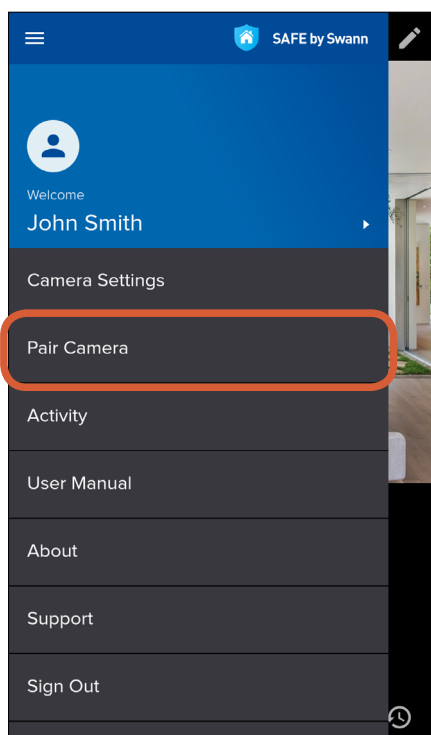 SAFE by Swann
Welcome
John Smith
Camera Settings
Pair Camera
Activity
User Manual
About
Support
Sign Out